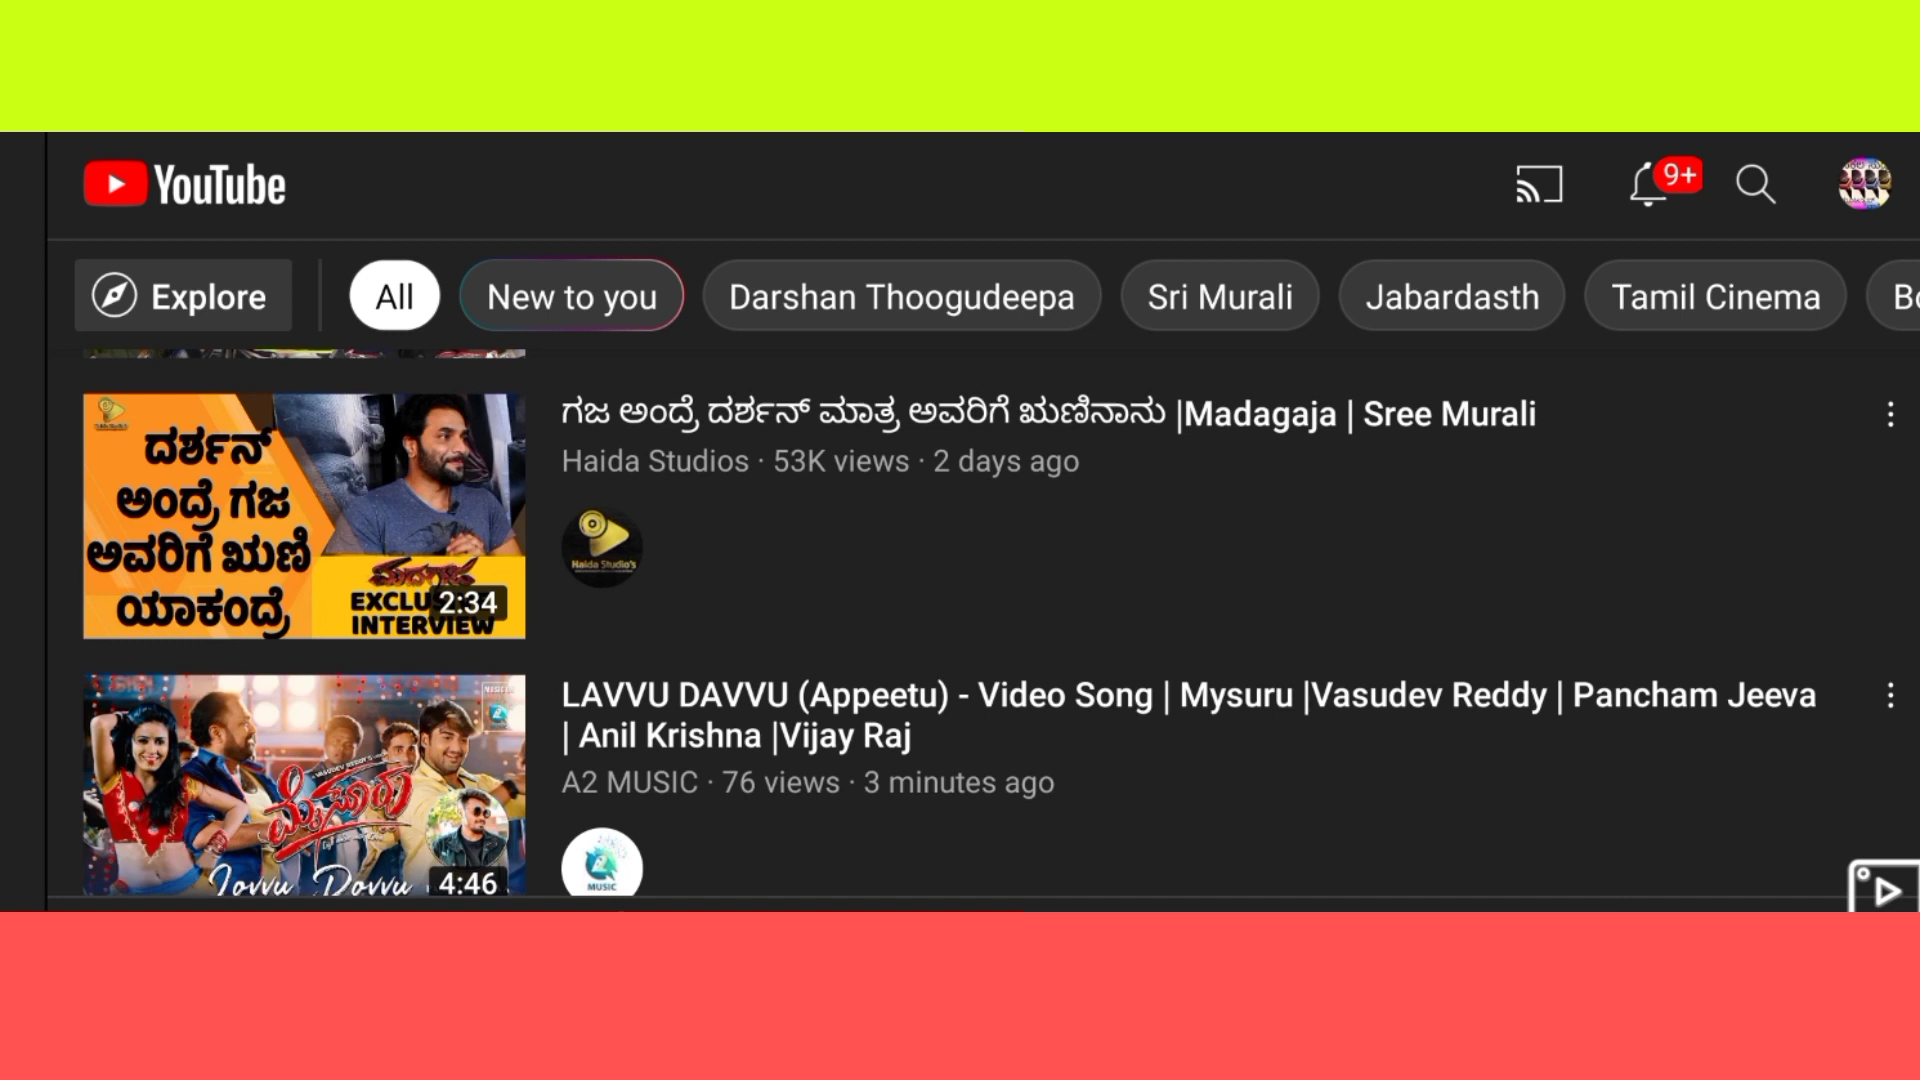 YouTube
9+
Explore
All
New to you
Darshan Thoogudeepa
Sri Murali
Jabardasth
Tamil Cinema
ದರ್ಶನ್
ಅಂದ್ರೆ ಗಜ
ಅವರಿಗೆ ಋಣಿ
ಯಾಕಂದ್ರೆ
ಮದಗಜ
INTERVIEW
2:34
ಗಜ ಅಂದ್ರೆ ದರ್ಶನ್ ಮಾತ್ರ ಅವರಿಗೆ ಋಣಿನಾನು |Madagaja | Sree Murali
Haida Studios · 53K views · 2 days ago
Haida Studio's
MUSIC
ಮೈಸೂರು
Lovvu Dovvu
4:46
LAVVU DAVVU (Appeetu) - Video Song | Mysuru |Vasudev Reddy | Pancham Jeeva
| Anil Krishna |Vijay Raj
A2 MUSIC · 76 views · 3 minutes ago
MUSIC